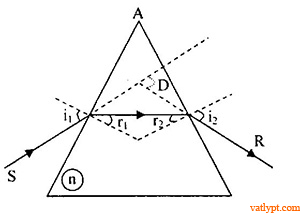 A
D
i₁ r₁ r₂ i₂
S R
n
vatlypt.com